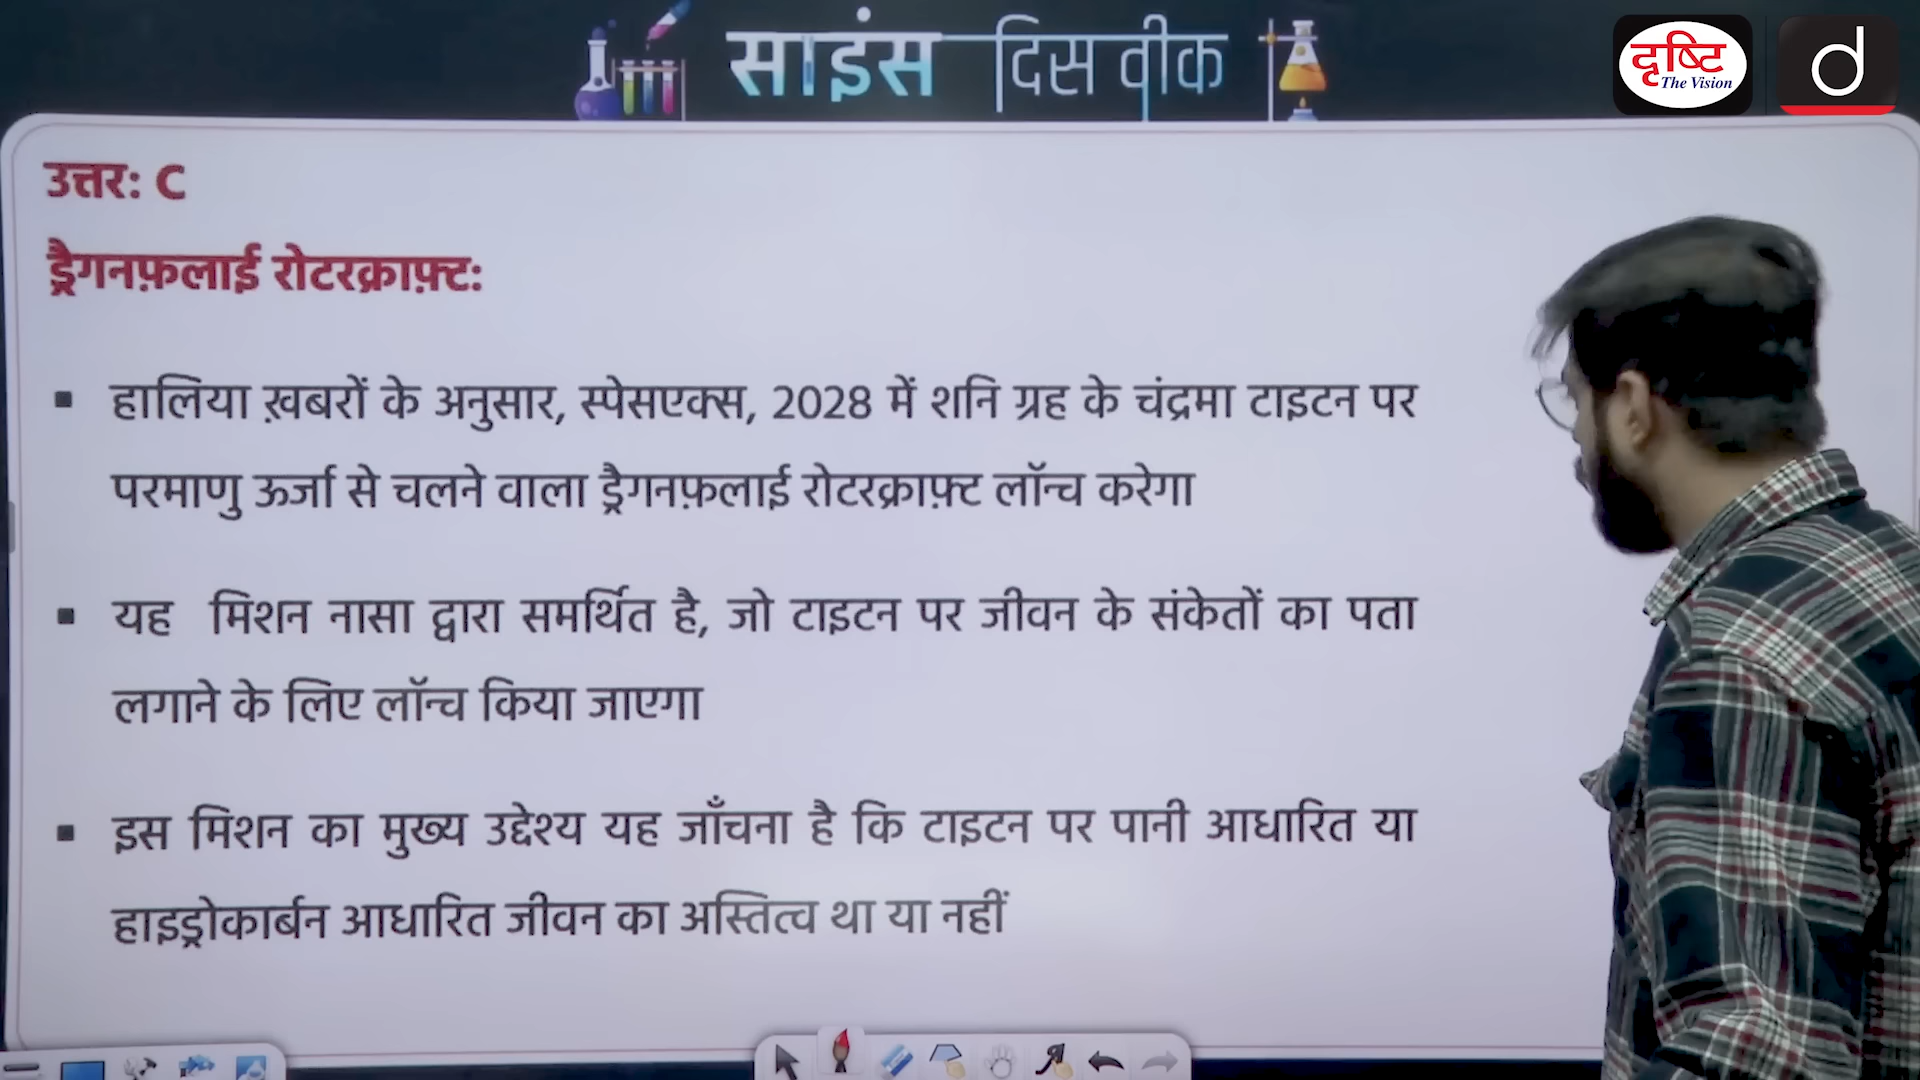 साइंस दिस वीक
दृष्टि
The Vision
d
उत्तर: C
ड्रैगनफ़लाई रोटरक्राफ़्ट:
▪ हालिया ख़बरों के अनुसार, स्पेसएक्स, 2028 में शनि ग्रह के चंद्रमा टाइटन पर
परमाणु ऊर्जा से चलने वाला ड्रैगनफ़लाई रोटरक्राफ़्ट लॉन्च करेगा
▪ यह मिशन नासा द्वारा समर्थित है, जो टाइटन पर जीवन के संकेतों का पता
लगाने के लिए लॉन्च किया जाएगा
▪ इस मिशन का मुख्य उद्देश्य यह जाँचना है कि टाइटन पर पानी आधारित या
हाइड्रोकार्बन आधारित जीवन का अस्तित्व था या नहीं